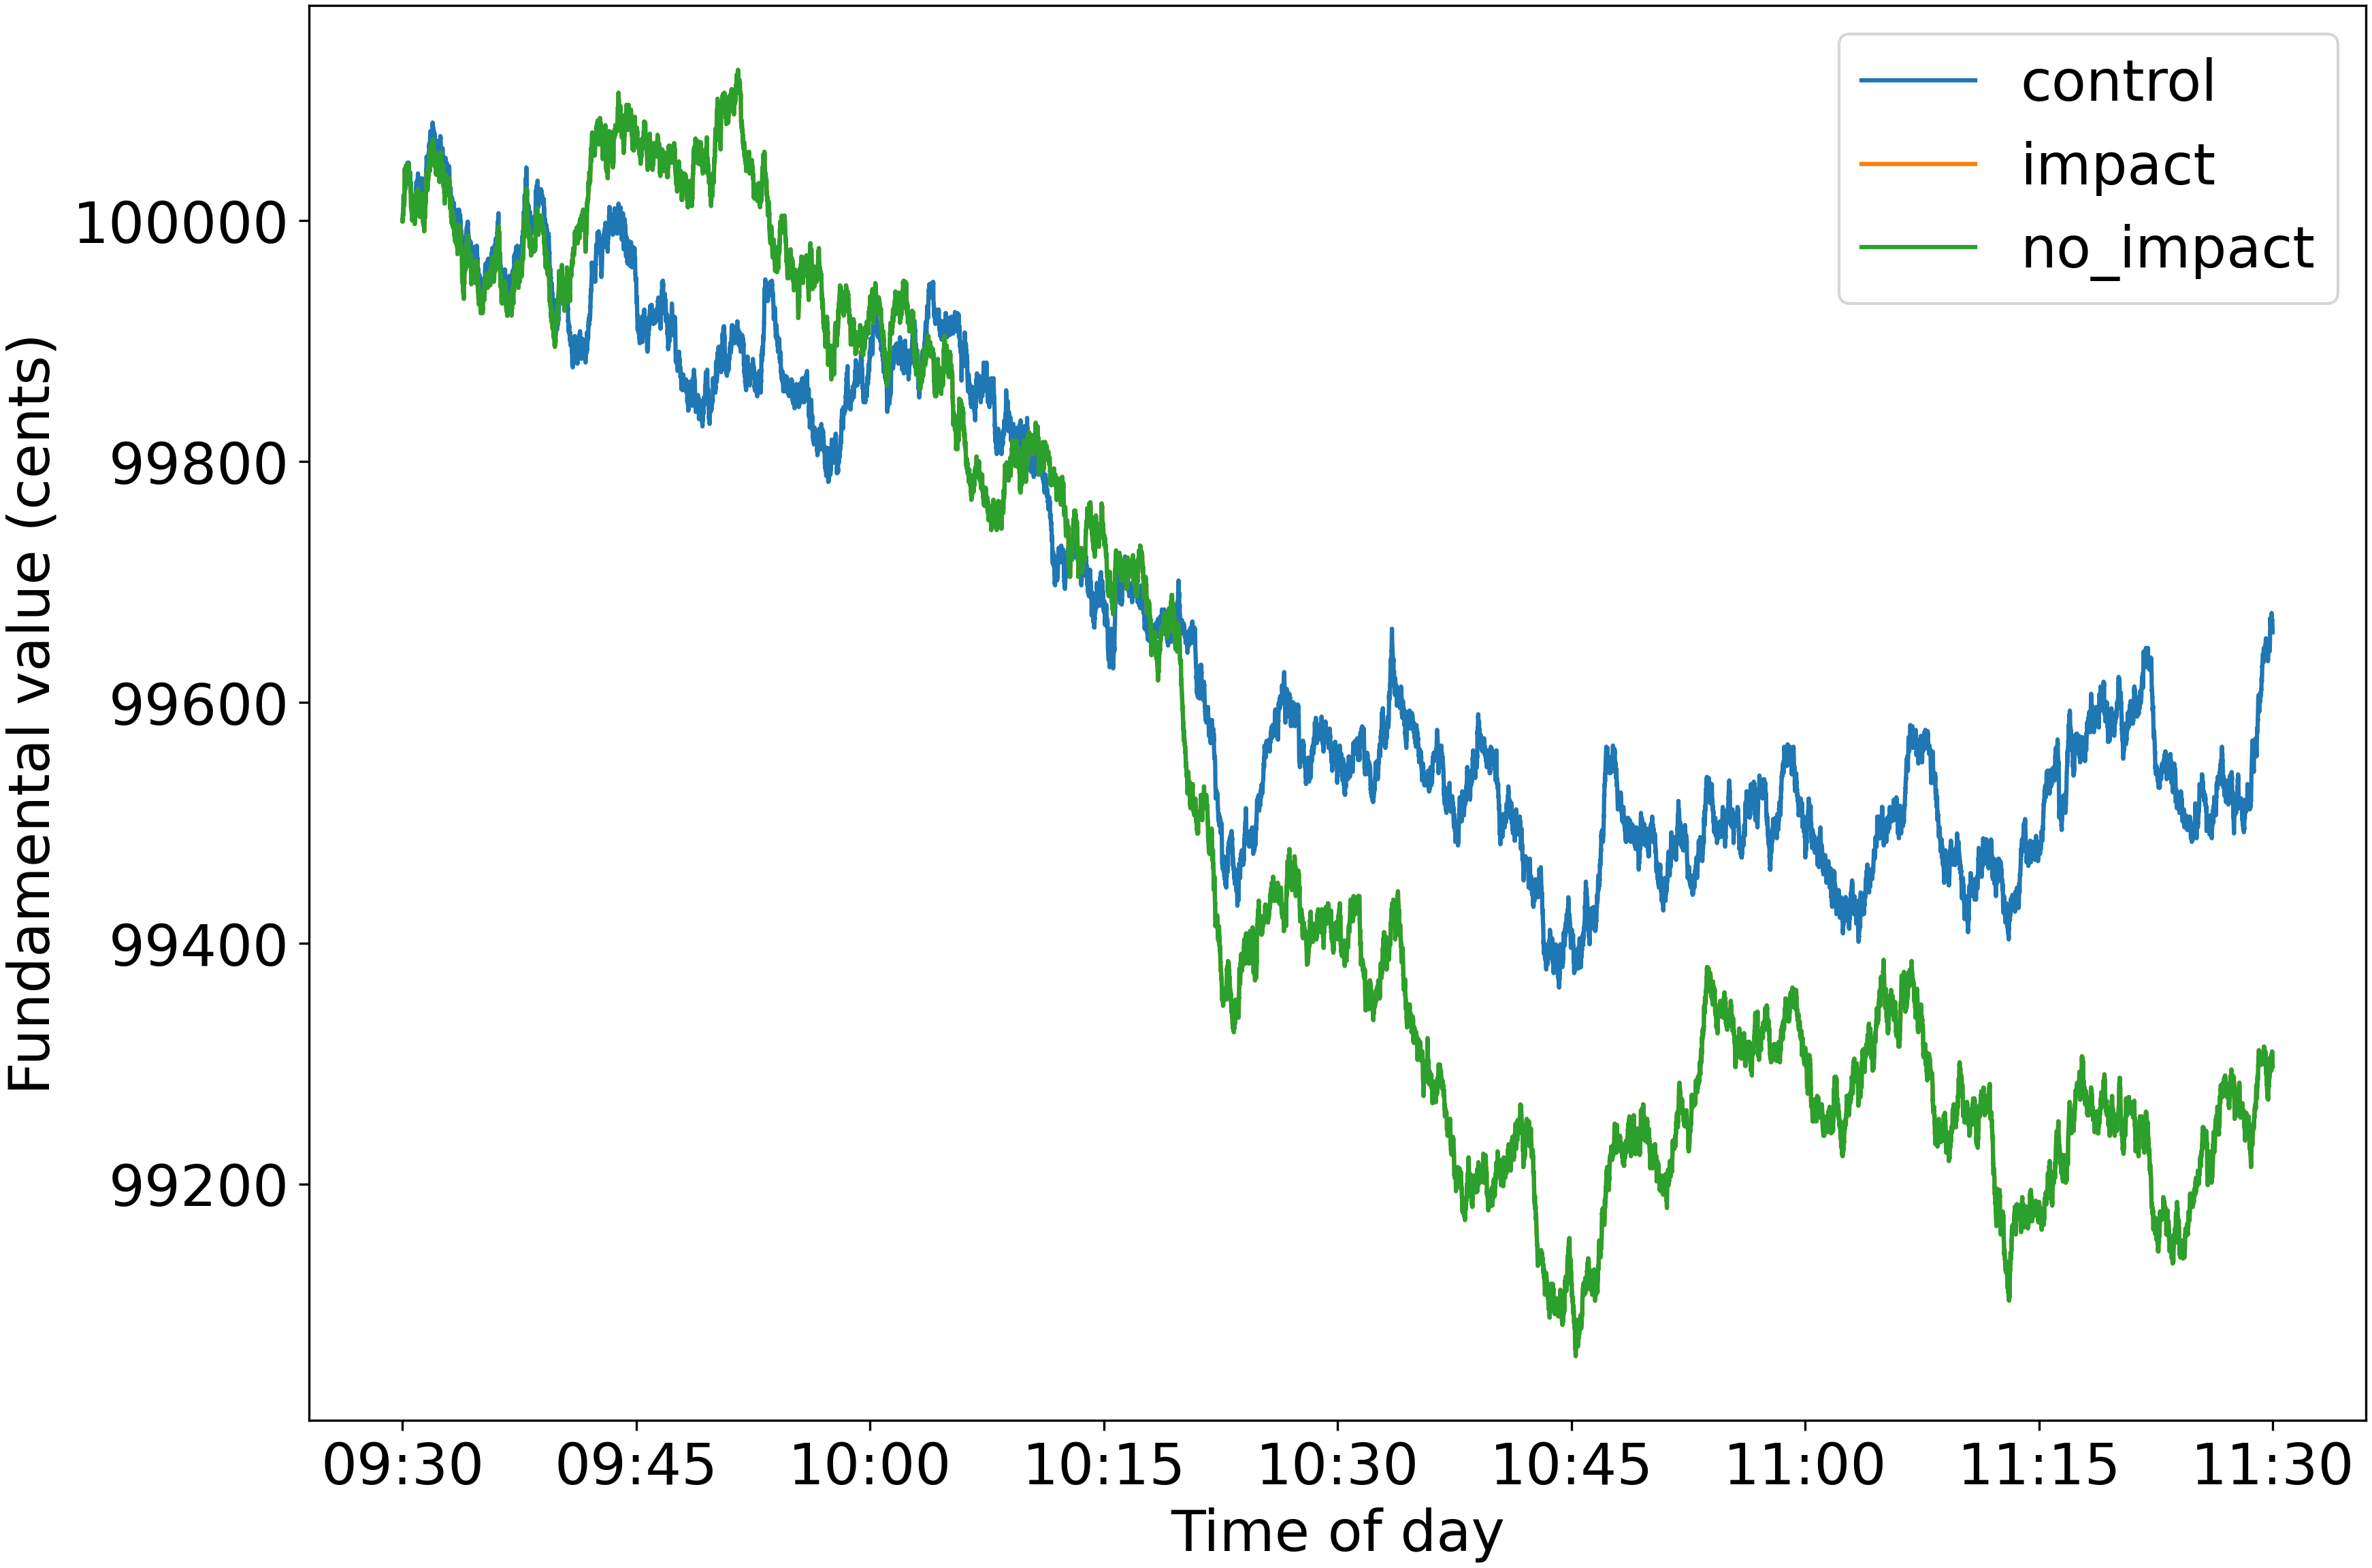 control
impact
no_impact
Fundamental value (cents)
100000
99800
99600
99400
99200
09:30 09:45 10:00 10:15 10:30 10:45 11:00 11:15 11:30
Time of day